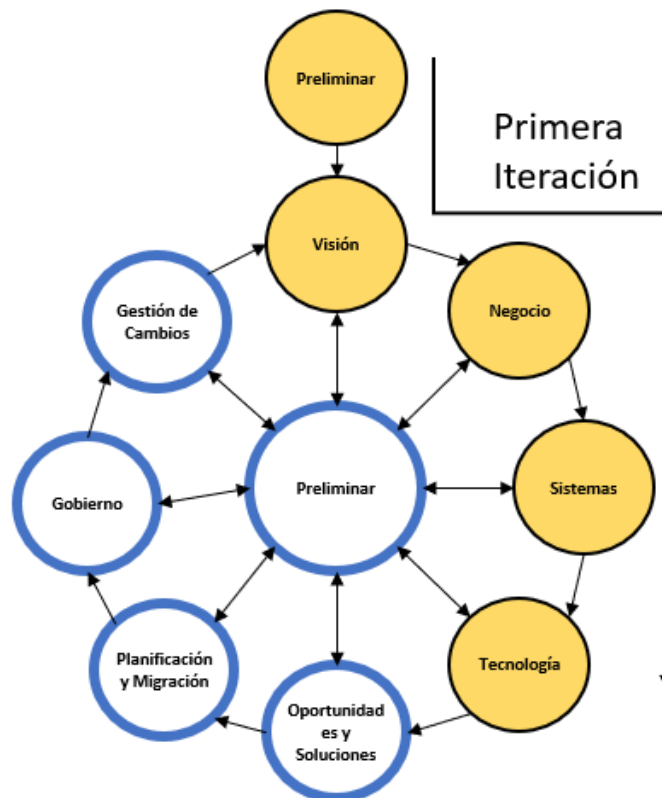 Preliminar
Primera
Iteración
Visión
Negocio
Gestión de
Cambios
Sistemas
Preliminar
Gobierno
Tecnología
Planificación
y Migración
Oportunidad
es y
Soluciones